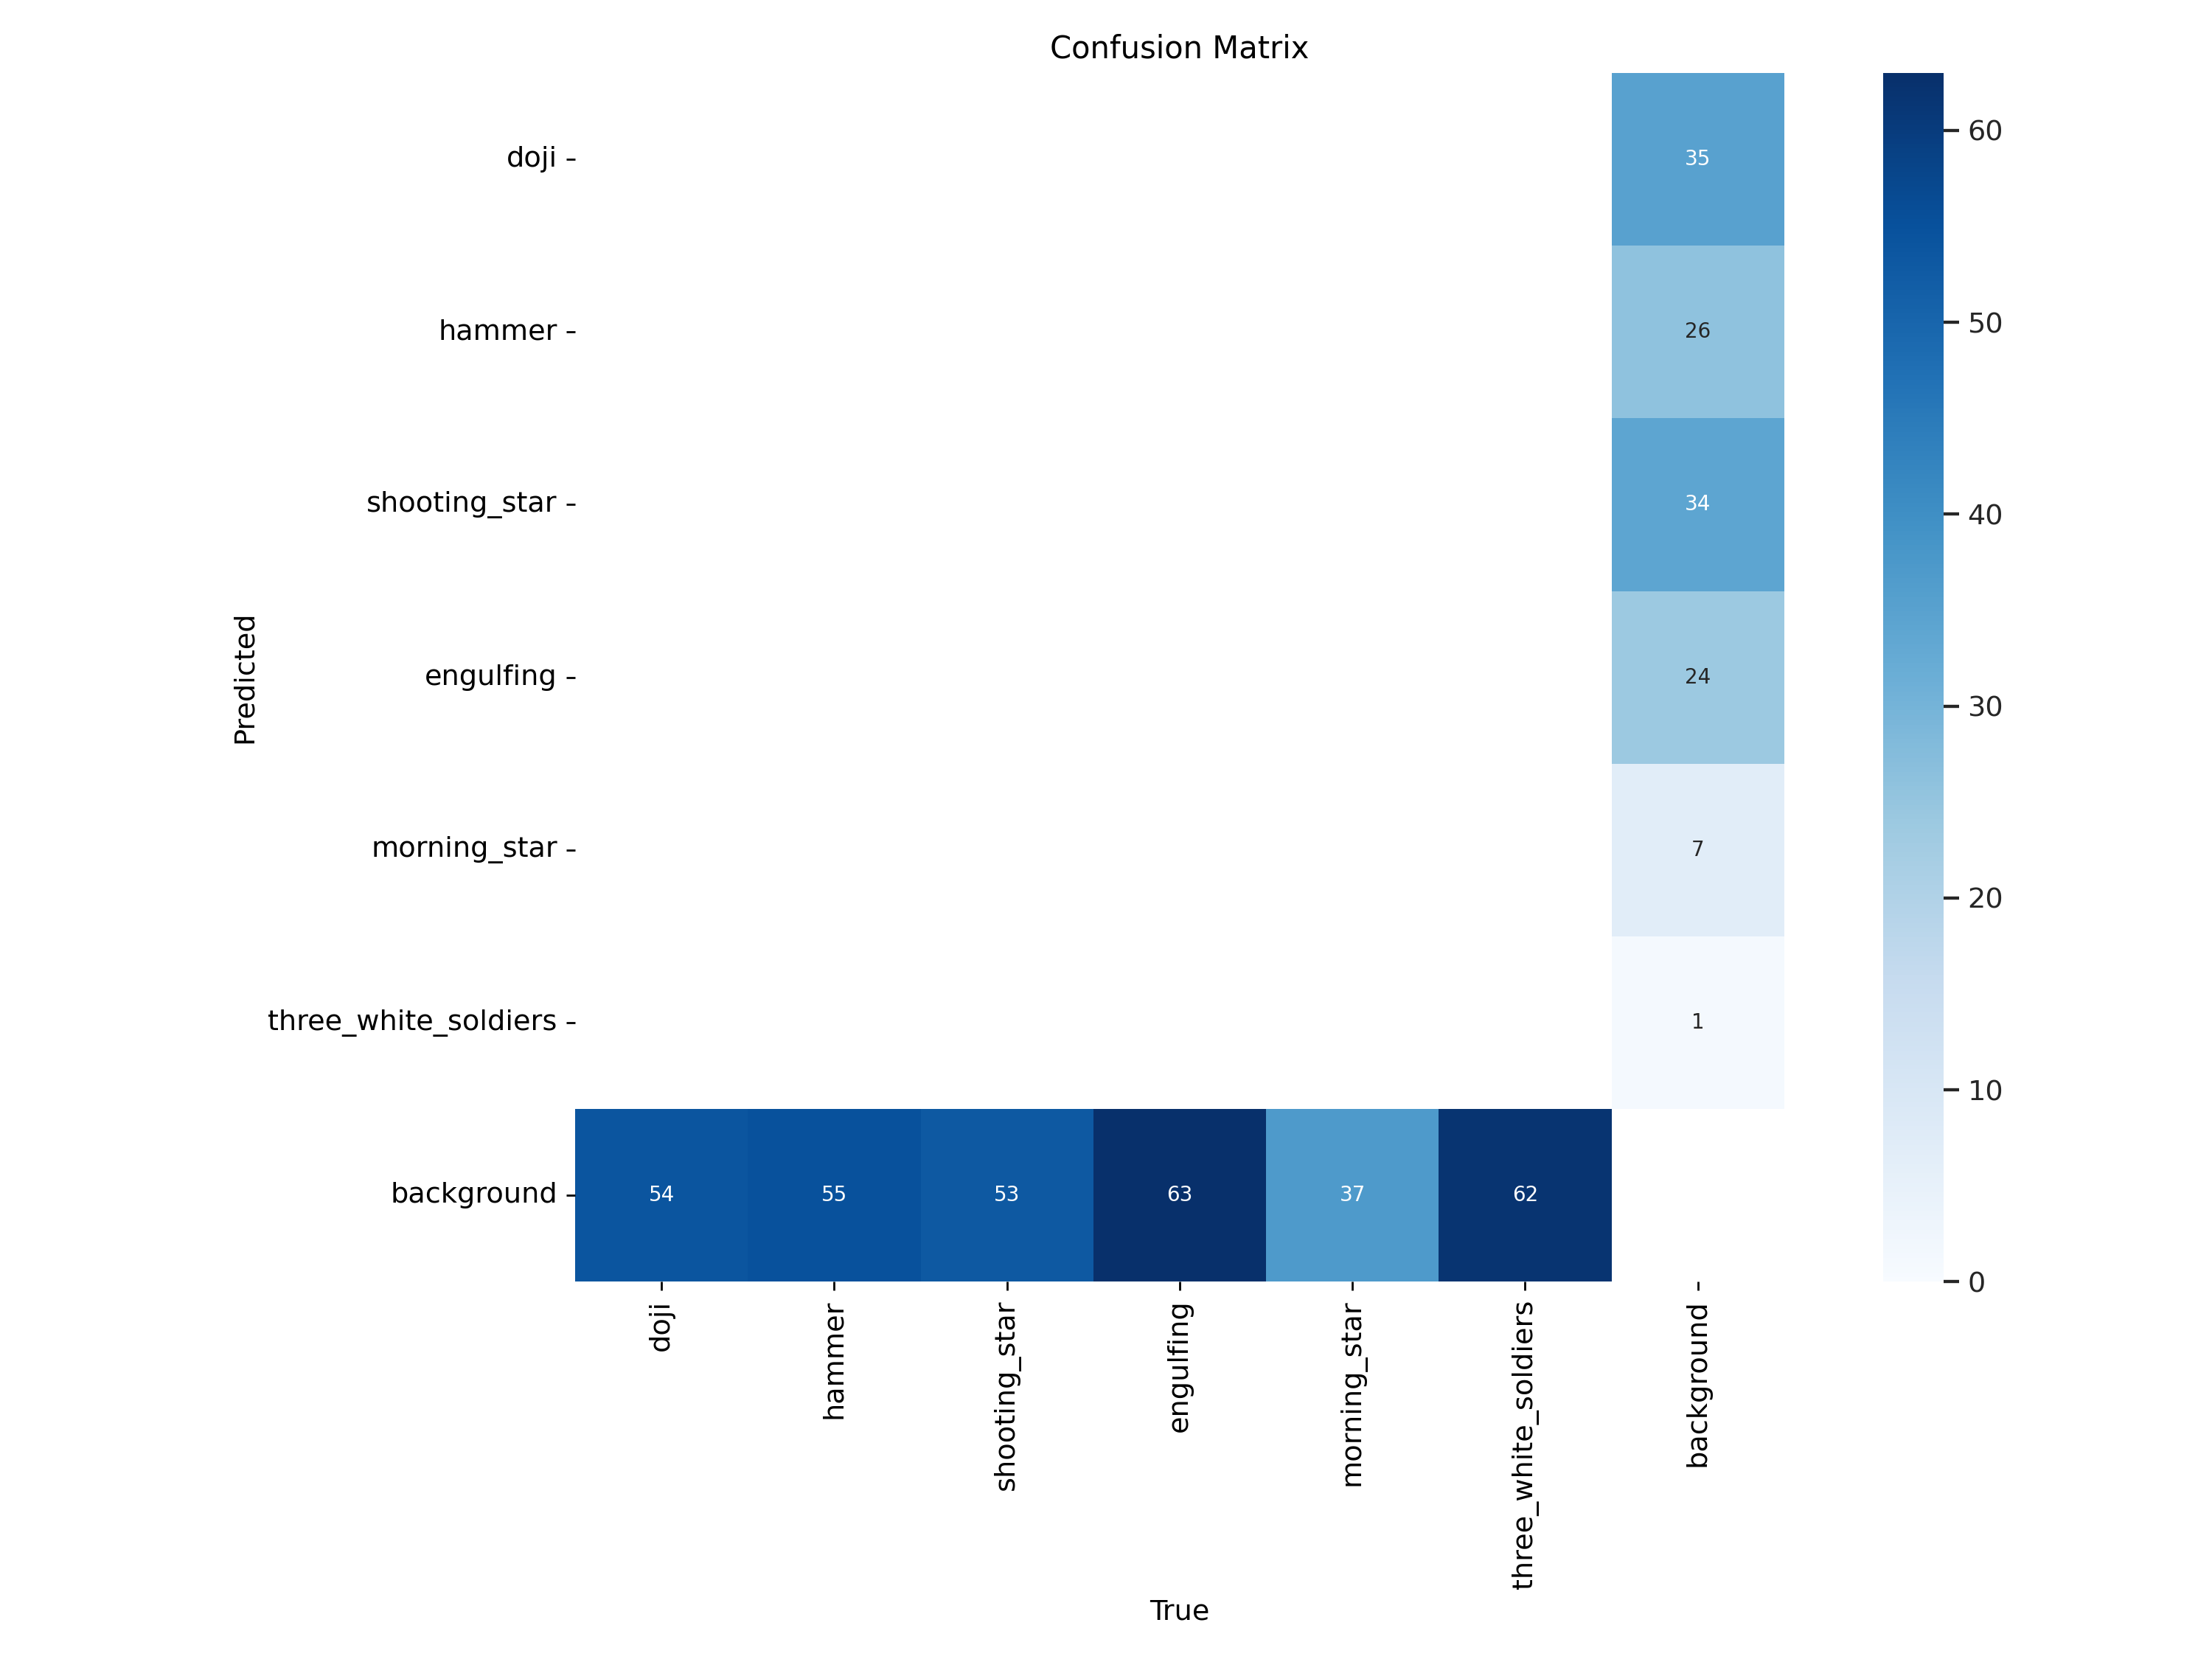 Confusion Matrix
Predicted
doji
35
hammer
26
shooting_star
34
engulfing
24
morning_star
7
three_white_soldiers
1
background
54 55 53 63 37 62
doji hammer shooting_star engulfing morning_star three_white_soldiers background
True
60
50
40
30
20
10
0